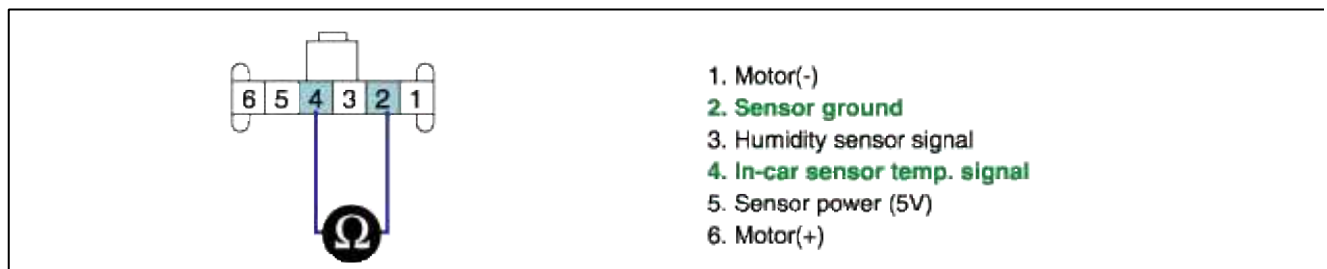 6 5 4 3 2 1
Ω
1. Motor(-)
2. Sensor ground
3. Humidity sensor signal
4. In-car sensor temp. signal
5. Sensor power (5V)
6. Motor(+)